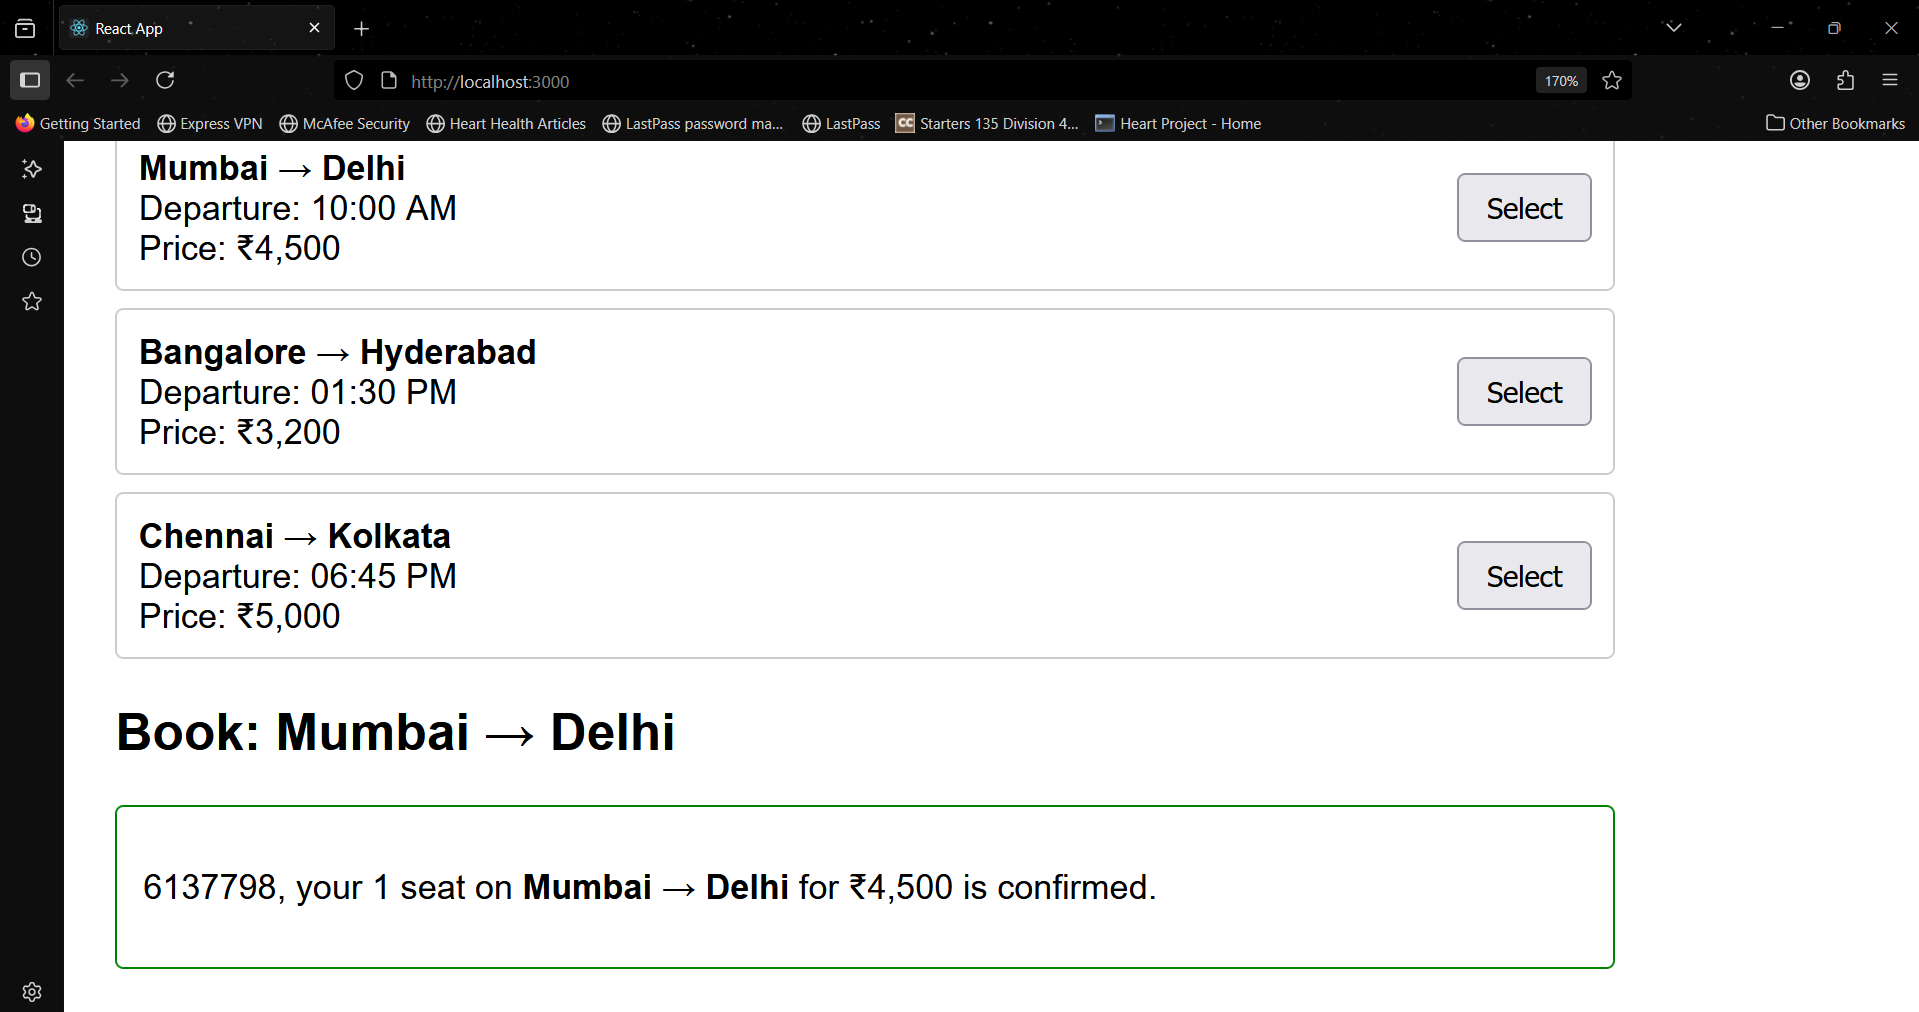 React App
http://localhost:3000
170%
Getting Started
Express VPN
McAfee Security
Heart Health Articles
LastPass password ma...
LastPass
CC
Starters 135 Division 4...
Heart Project - Home
Other Bookmarks
Mumbai → Delhi
Departure: 10:00 AM
Price: ₹4,500
Select
Bangalore → Hyderabad
Departure: 01:30 PM
Price: ₹3,200
Select
Chennai → Kolkata
Departure: 06:45 PM
Price: ₹5,000
Select
Book: Mumbai → Delhi
6137798, your 1 seat on Mumbai → Delhi for ₹4,500 is confirmed.